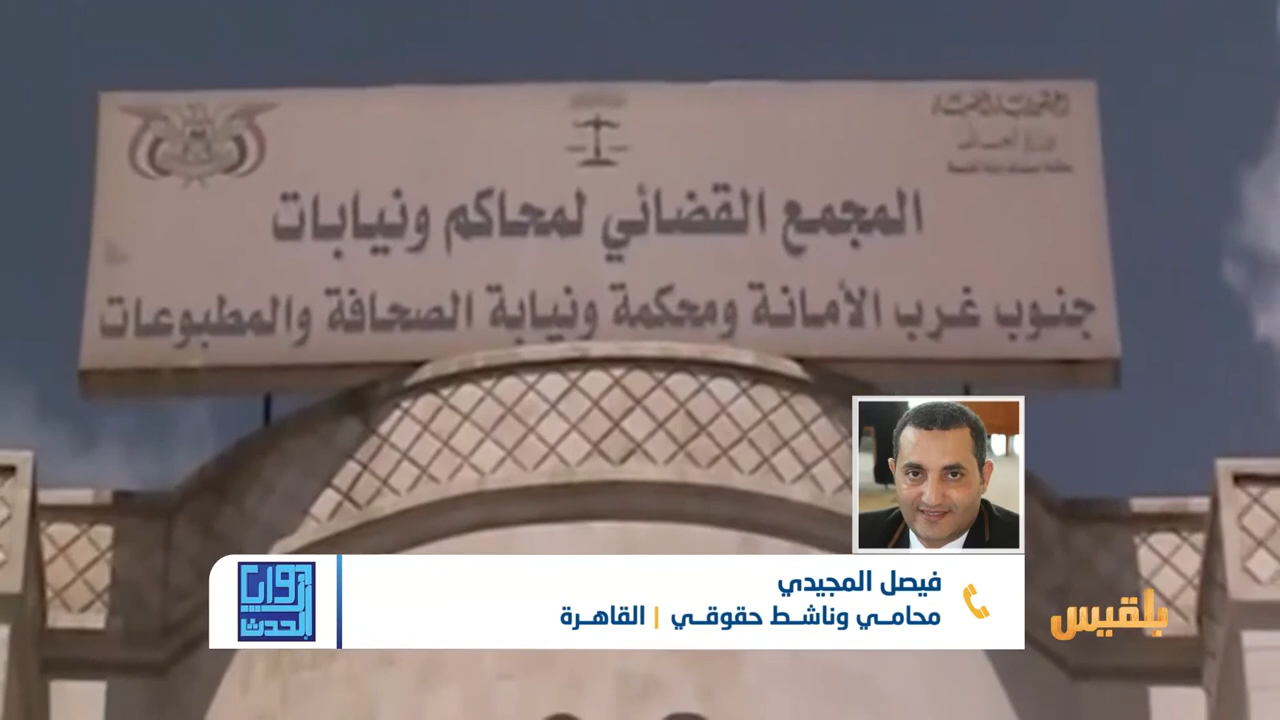 المجمع القضائي لمحاكم ونيابات
جنوب غرب الأمانة ومحكمة ونيابة الصحافة والمطبوعات
فيصل المجيدي
محامي وناشط حقوقي | القاهرة
الحدث
بلقيس